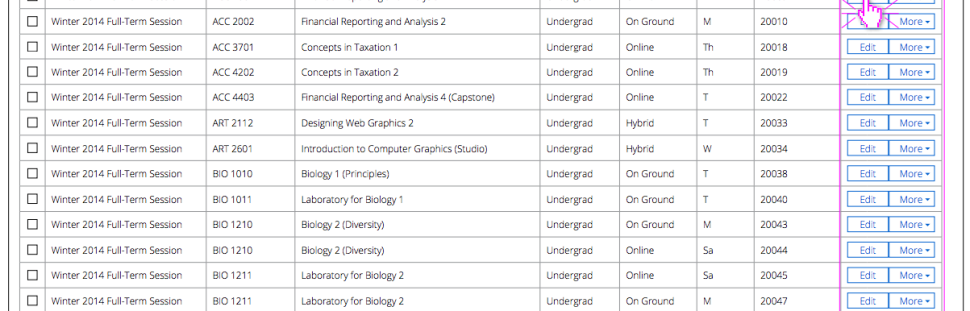 Winter 2014 Full-Term Session ACC 2002 Financial Reporting and Analysis 2 Undergrad On Ground M 20010 More
Winter 2014 Full-Term Session ACC 3701 Concepts in Taxation 1 Undergrad Online Th 20018 Edit More
Winter 2014 Full-Term Session ACC 4202 Concepts in Taxation 2 Undergrad Online Th 20019 Edit More
Winter 2014 Full-Term Session ACC 4403 Financial Reporting and Analysis 4 (Capstone) Undergrad Online T 20022 Edit More
Winter 2014 Full-Term Session ART 2112 Designing Web Graphics 2 Undergrad Hybrid T 20033 Edit More
Winter 2014 Full-Term Session ART 2601 Introduction to Computer Graphics (Studio) Undergrad Hybrid W 20034 Edit More
Winter 2014 Full-Term Session BIO 1010 Biology 1 (Principles) Undergrad On Ground T 20038 Edit More
Winter 2014 Full-Term Session BIO 1011 Laboratory for Biology 1 Undergrad On Ground T 20040 Edit More
Winter 2014 Full-Term Session BIO 1210 Biology 2 (Diversity) Undergrad On Ground M 20043 Edit More
Winter 2014 Full-Term Session BIO 1210 Biology 2 (Diversity) Undergrad Online Sa 20044 Edit More
Winter 2014 Full-Term Session BIO 1211 Laboratory for Biology 2 Undergrad Online Sa 20045 Edit More
Winter 2014 Full-Term Session BIO 1211 Laboratory for Biology 2 Undergrad On Ground M 20047 Edit More